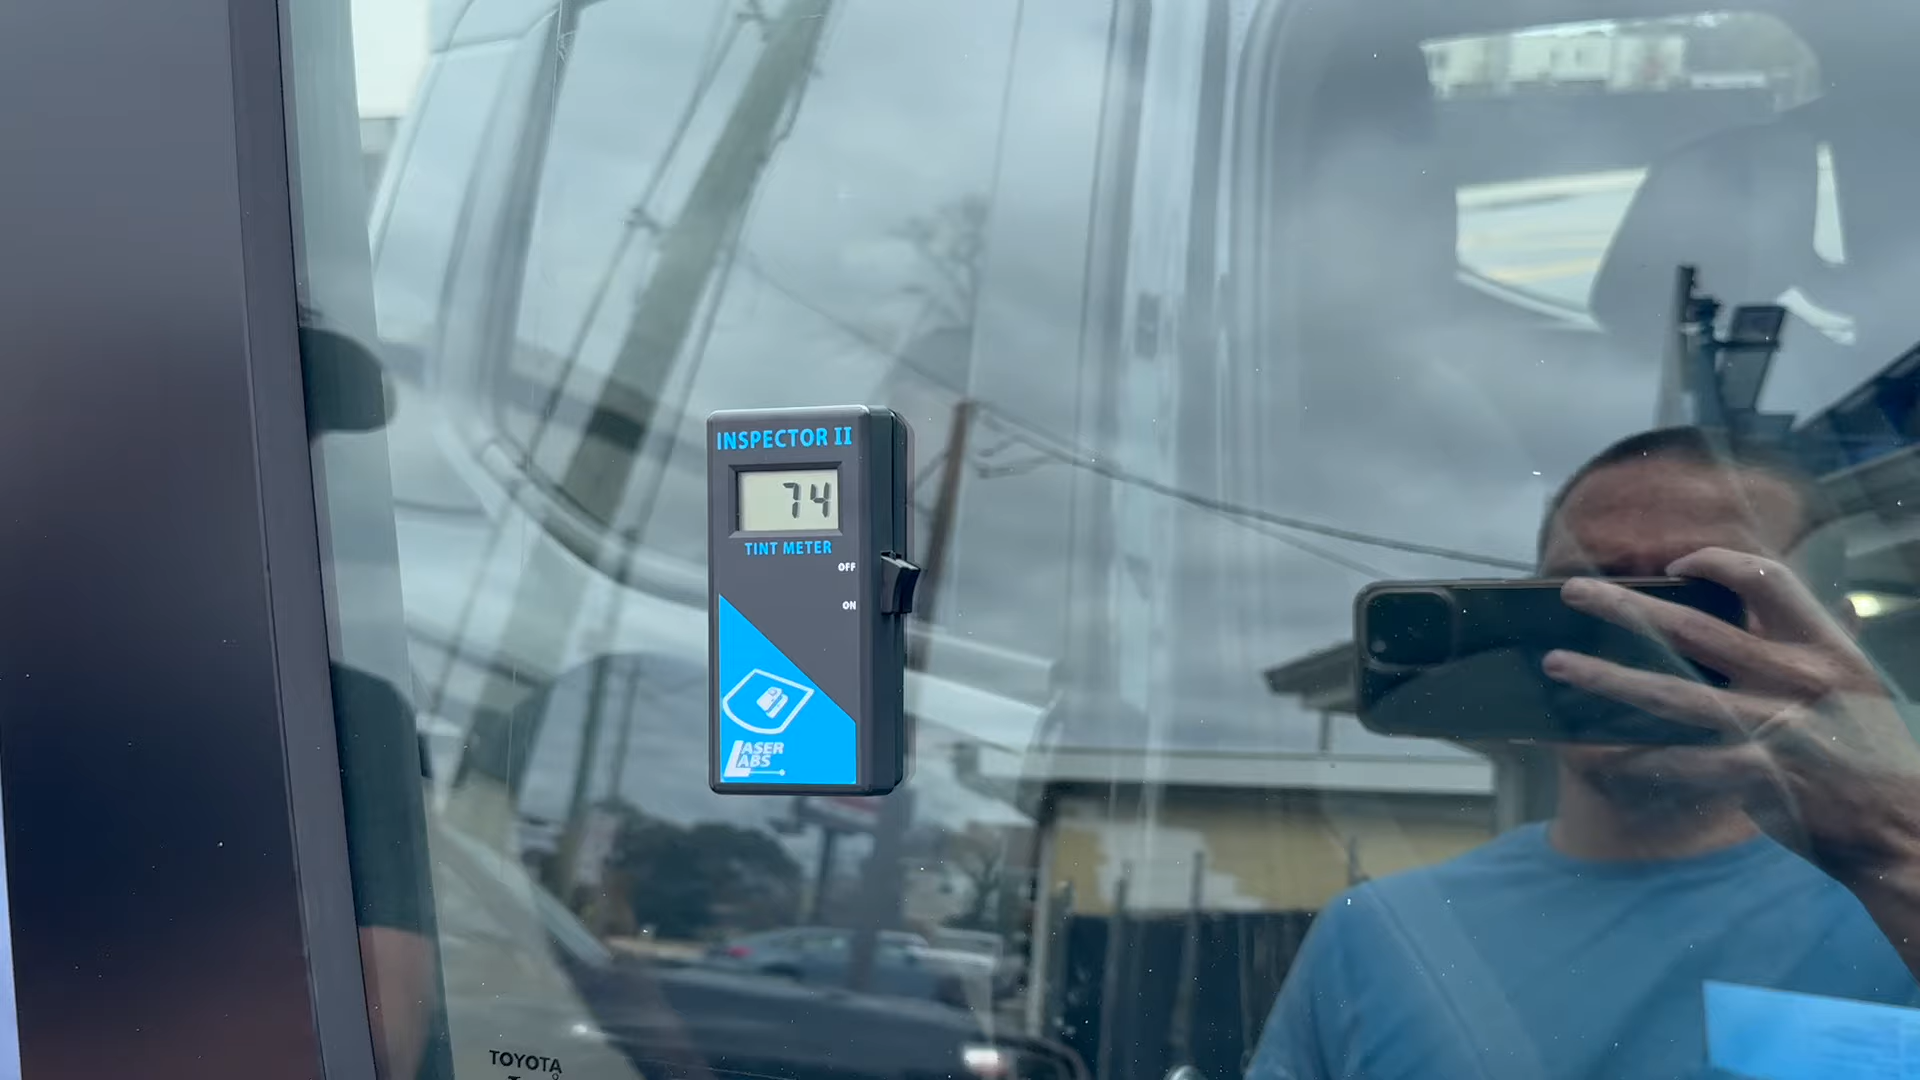 INSPECTOR II
74
TINT METER
OFF
ON
LASER
LABS
TOYOTA